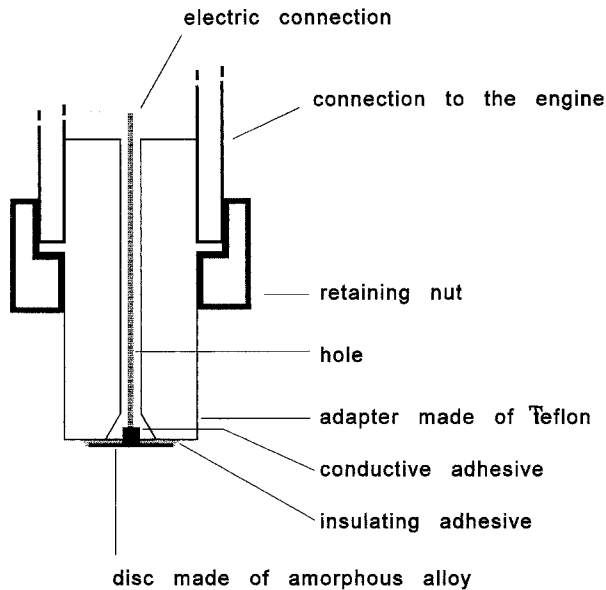 electric connection
connection to the engine
retaining nut
hole
adapter made of Teflon
conductive adhesive
insulating adhesive
disc made of amorphous alloy